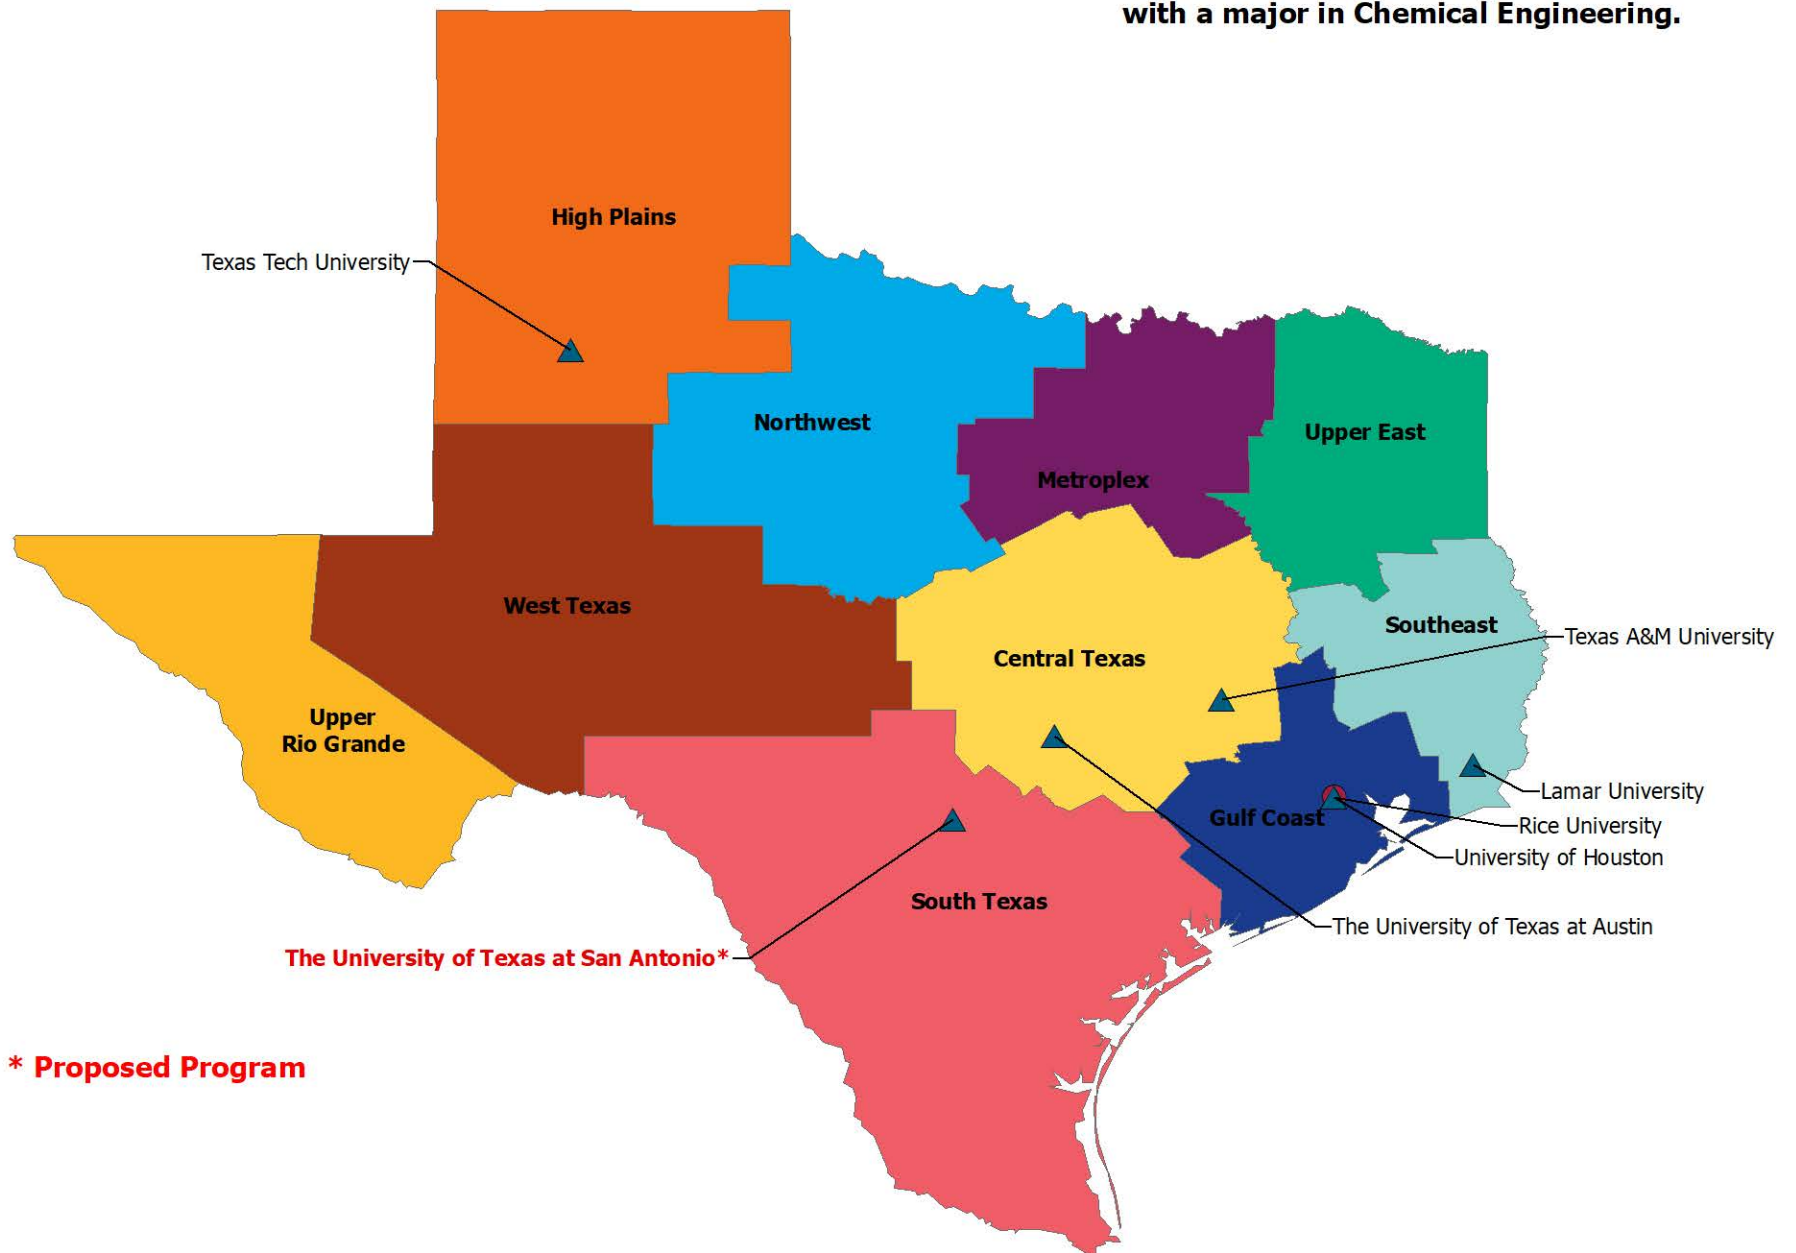 with a major in Chemical Engineering.
High Plains
Texas Tech University
Northwest
Upper East
Metroplex
West Texas
Southeast
Texas A&M University
Central Texas
Upper
Rio Grande
Lamar University
Gulf Coast
Rice University
University of Houston
South Texas
The University of Texas at Austin
The University of Texas at San Antonio*
* Proposed Program